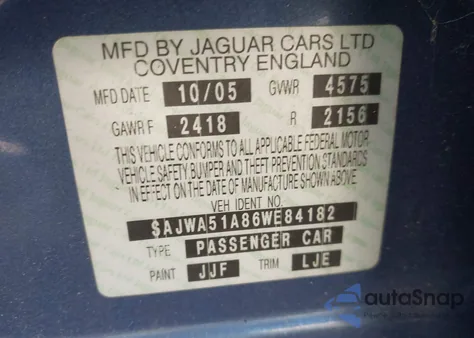 MFD BY JAGUAR CARS LTD
COVENTRY ENGLAND
MFD DATE 10/05 GVWR 4575
GAWR F 2418 R 2156
THIS VEHICLE CONFORMS TO ALL APPLICABLE FEDERAL MOTOR
VEHICLE SAFETY BUMPER AND THEFT PREVENTION STANDARDS
IN EFFECT ON THE DATE OF MANUFACTURE SHOWN ABOVE.
VEH IDENT NO.
SAJWA51A86WE84182
TYPE PASSENGER CAR
PAINT JJF TRIM LJE
autoSnap